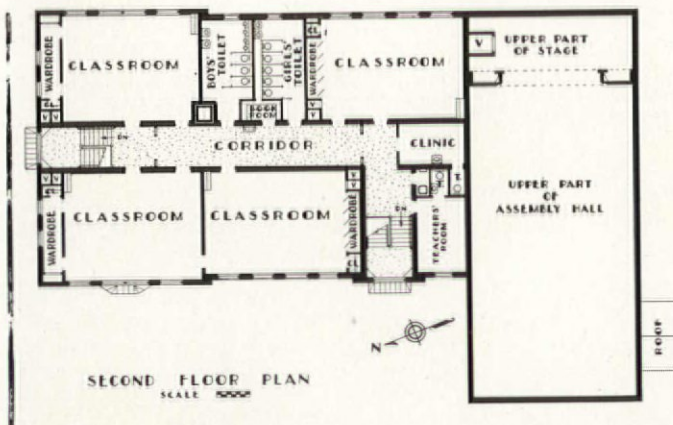 WARDROBE
CLASSROOM
BOYS'
TOILET
GIRLS'
TOILET
WARDROBE
CLASSROOM
V
UPPER PART
OF STAGE
V
V
V
BOOK
ROOM
V
V
DN
CORRIDOR
CLINIC
UPPER PART
OF
ASSEMBLY HALL
WARDROBE
CLASSROOM
CLASSROOM
WARDROBE
V
V
CL
DN
TEACHERS'
ROOM
ROOF
N
SECOND FLOOR PLAN
SCALE